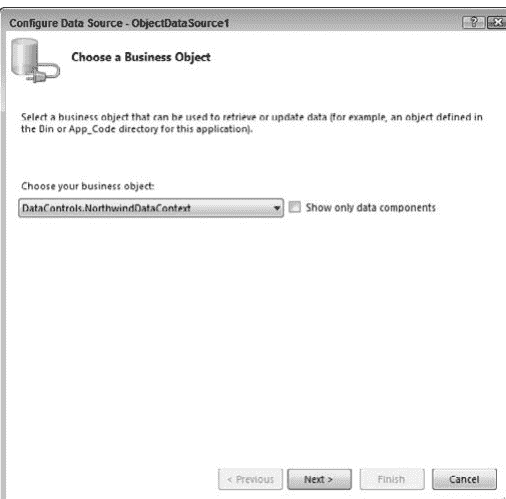 Configure Data Source - ObjectDataSource1
?
Choose a Business Object
Select a business object that can be used to retrieve or update data (for example, an object defined in
the Bin or App_Code directory for this application).
Choose your business object:
DataControls.NorthwindDataContext
Show only data components
< Previous
Next >
Finish
Cancel